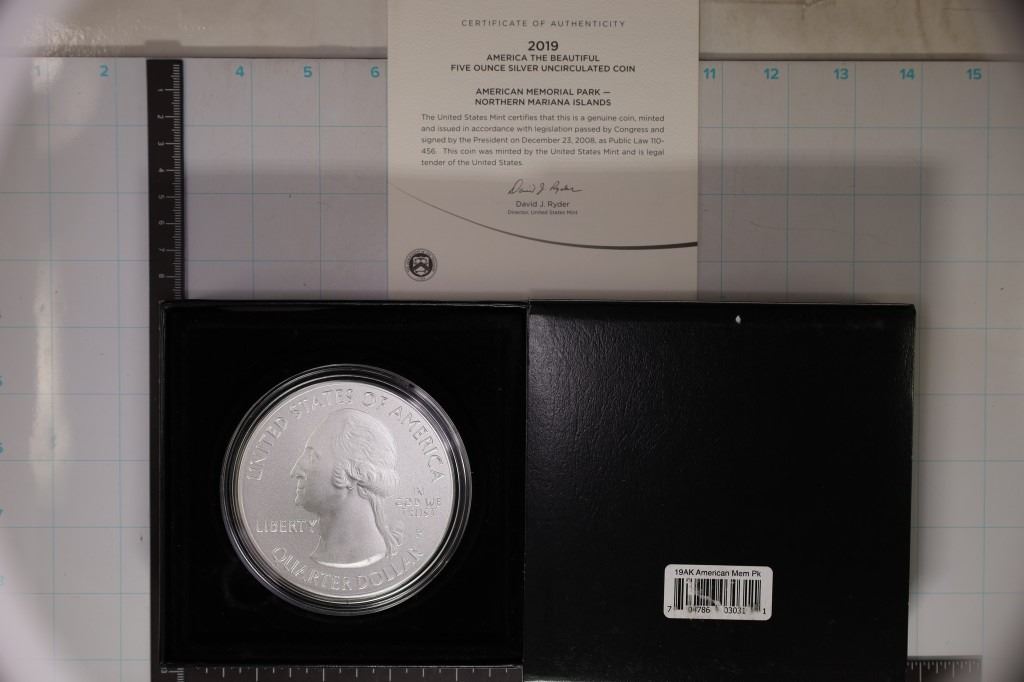 CERTIFICATE OF AUTHENTICITY
2019
AMERICA THE BEAUTIFUL
FIVE OUNCE SILVER UNCIRCULATED COIN
AMERICAN MEMORIAL PARK —
NORTHERN MARIANA ISLANDS
The United States Mint certifies that this is a genuine coin, minted
and issued in accordance with legislation passed by Congress and
signed by the President on December 23, 2008, as Public Law 110-
456. This coin was minted by the United States Mint and is legal
tender of the United States.
David J. Ryder
David J. Ryder
Director, United States Mint
1 2 4 5 6 11 12 13 14 15
UNITED STATES OF AMERICA
IN
GOD WE
TRUST
LIBERTY
P
QUARTER DOLLAR
19AK American Mem Pk
7 03031 1